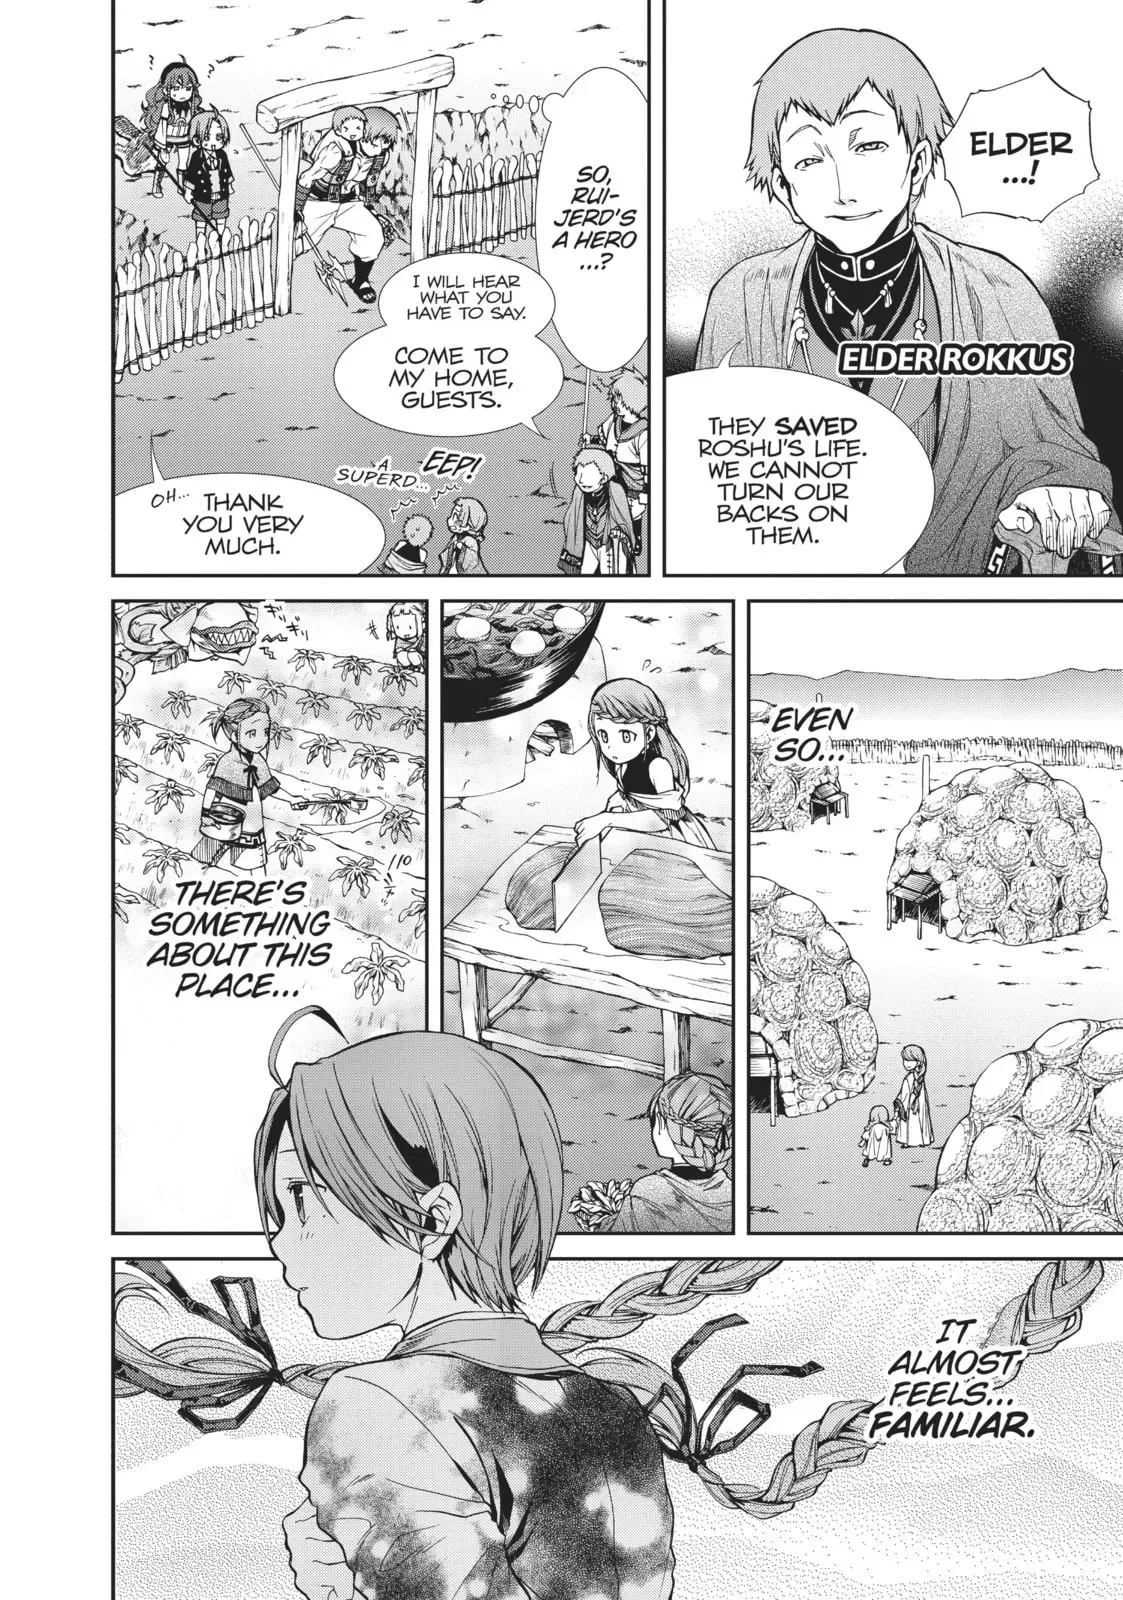 ELDER
...!
ELDER ROKKUS
THEY SAVED
ROSHU'S LIFE.
WE CANNOT
TURN OUR
BACKS ON
THEM.
SO,
RUI-
JERD'S
A HERO
...?
I WILL HEAR
WHAT YOU
HAVE TO SAY.
COME TO
MY HOME,
GUESTS.
A
SUPERD...
EEP!
OH...
THANK
YOU VERY
MUCH.
EVEN
SO...
THERE'S
SOMETHING
ABOUT THIS
PLACE...
IT
ALMOST
FEELS...
FAMILIAR.